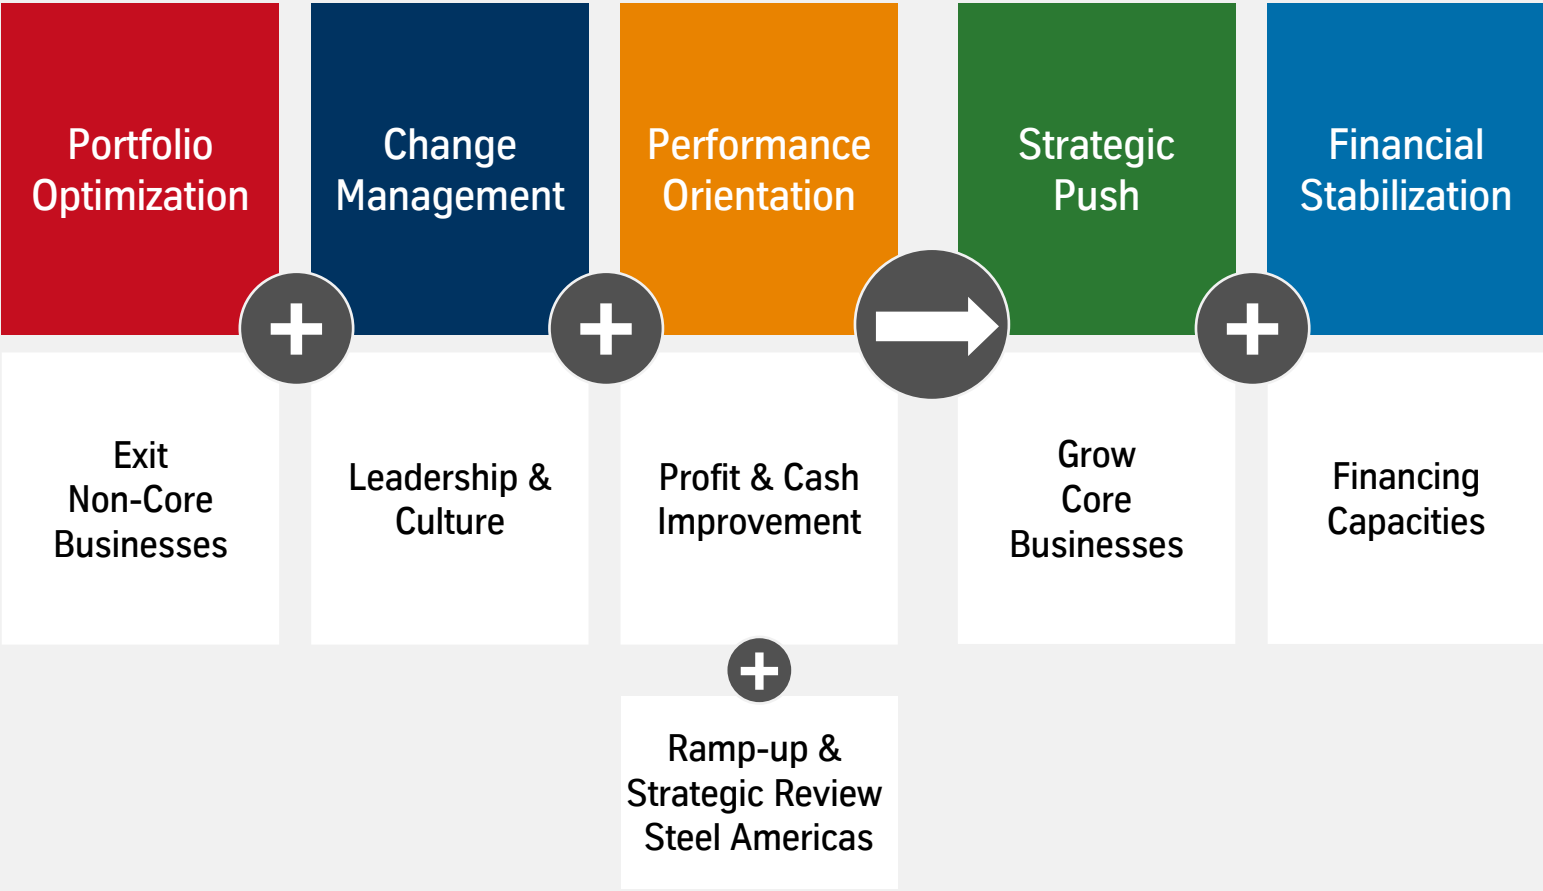 Portfolio
Optimization
Change
Management
Performance
Orientation
Strategic
Push
Financial
Stabilization
Exit
Non-Core
Businesses
Leadership &
Culture
Profit & Cash
Improvement
Grow
Core
Businesses
Financing
Capacities
Ramp-up &
Strategic Review
Steel Americas